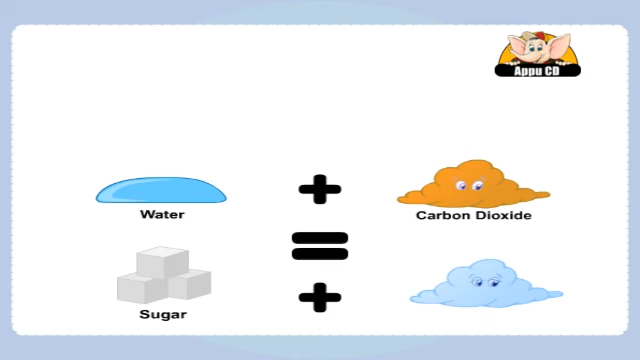 Appu CD
Water + Carbon Dioxide
=
Sugar +